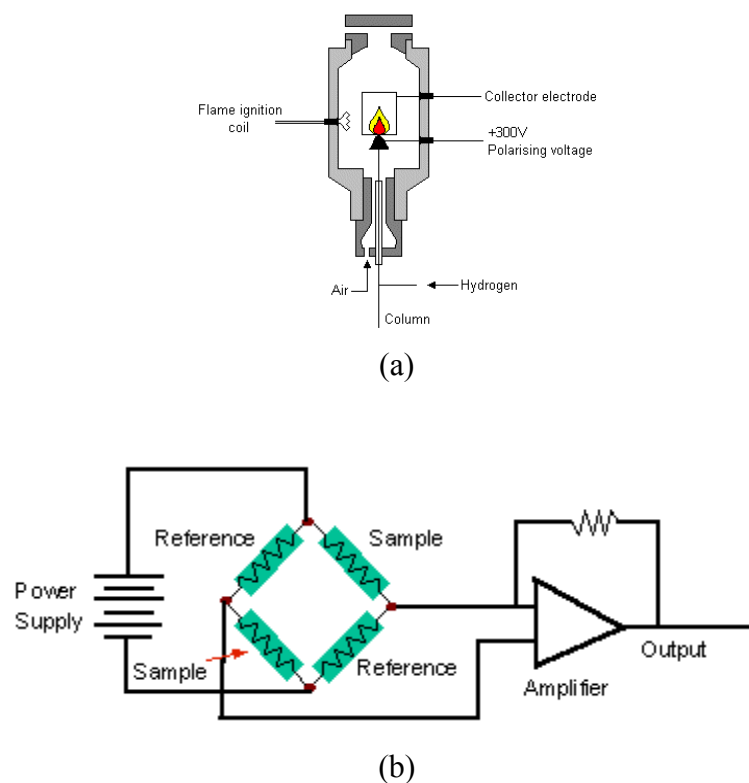 Flame ignition
coil
Collector electrode
+300V
Polarising voltage
Air
Hydrogen
Column
(a)
Reference
Sample
Power
Supply
Sample
Reference
Output
Amplifier
(b)